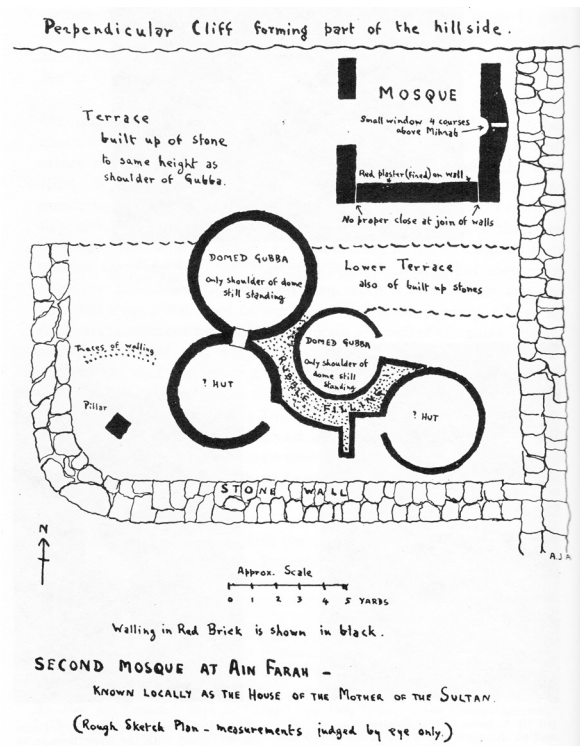 Perpendicular Cliff forming part of the hillside.
MOSQUE
Small window 4 courses
above Mihrab
Red plaster (fired) on wall
No proper close at join of walls
Terrace
built up of stone
to same height as
shoulder of Gubba.
DOMED GUBBA
Only shoulder of dome
still standing
Lower Terrace
also of built up stones
DOMED GUBBA
Only shoulder of
dome still
standing
RUBBLE FILLING
Traces of walling
? HUT
Pillar
? HUT
STONE WALL
N
A.J.A
Approx. Scale
0 1 2 3 4 5 YARDS
Walling in Red Brick is shown in black.
SECOND MOSQUE AT AIN FARAH –
KNOWN LOCALLY AS THE HOUSE OF THE MOTHER OF THE SULTAN.
(Rough Sketch Plan – measurements judged by eye only.)